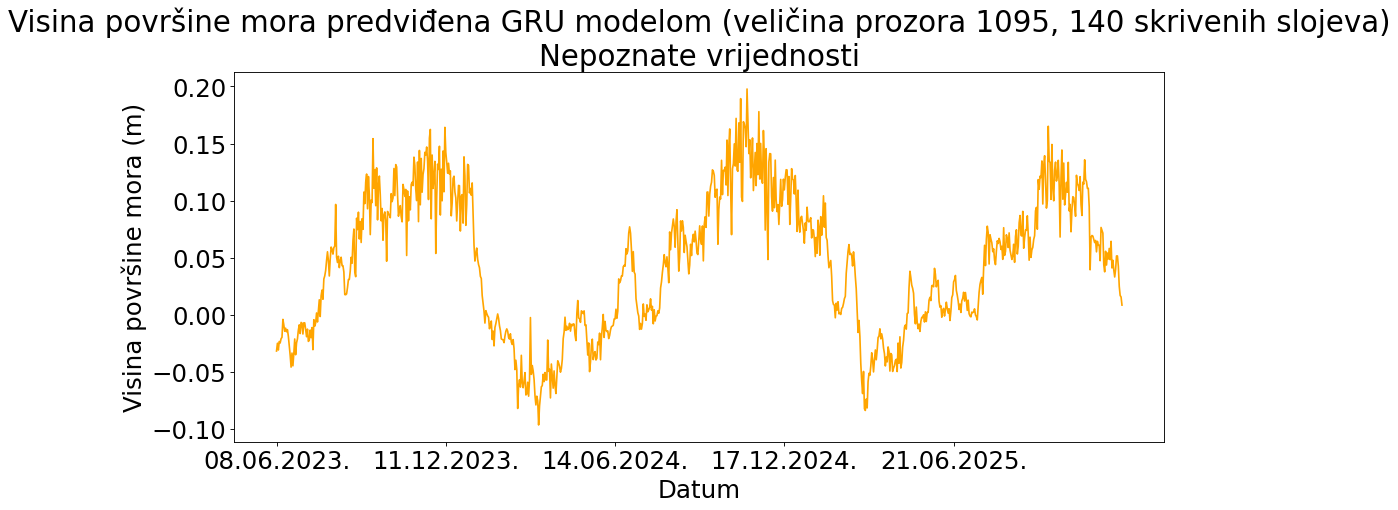 Visina površine mora predviđena GRU modelom (veličina prozora 1095, 140 skrivenih slojeva)
Nepoznate vrijednosti
Visina površine mora (m)
0.20
0.15
0.10
0.05
0.00
−0.05
−0.10
08.06.2023. 11.12.2023. 14.06.2024. 17.12.2024. 21.06.2025.
Datum